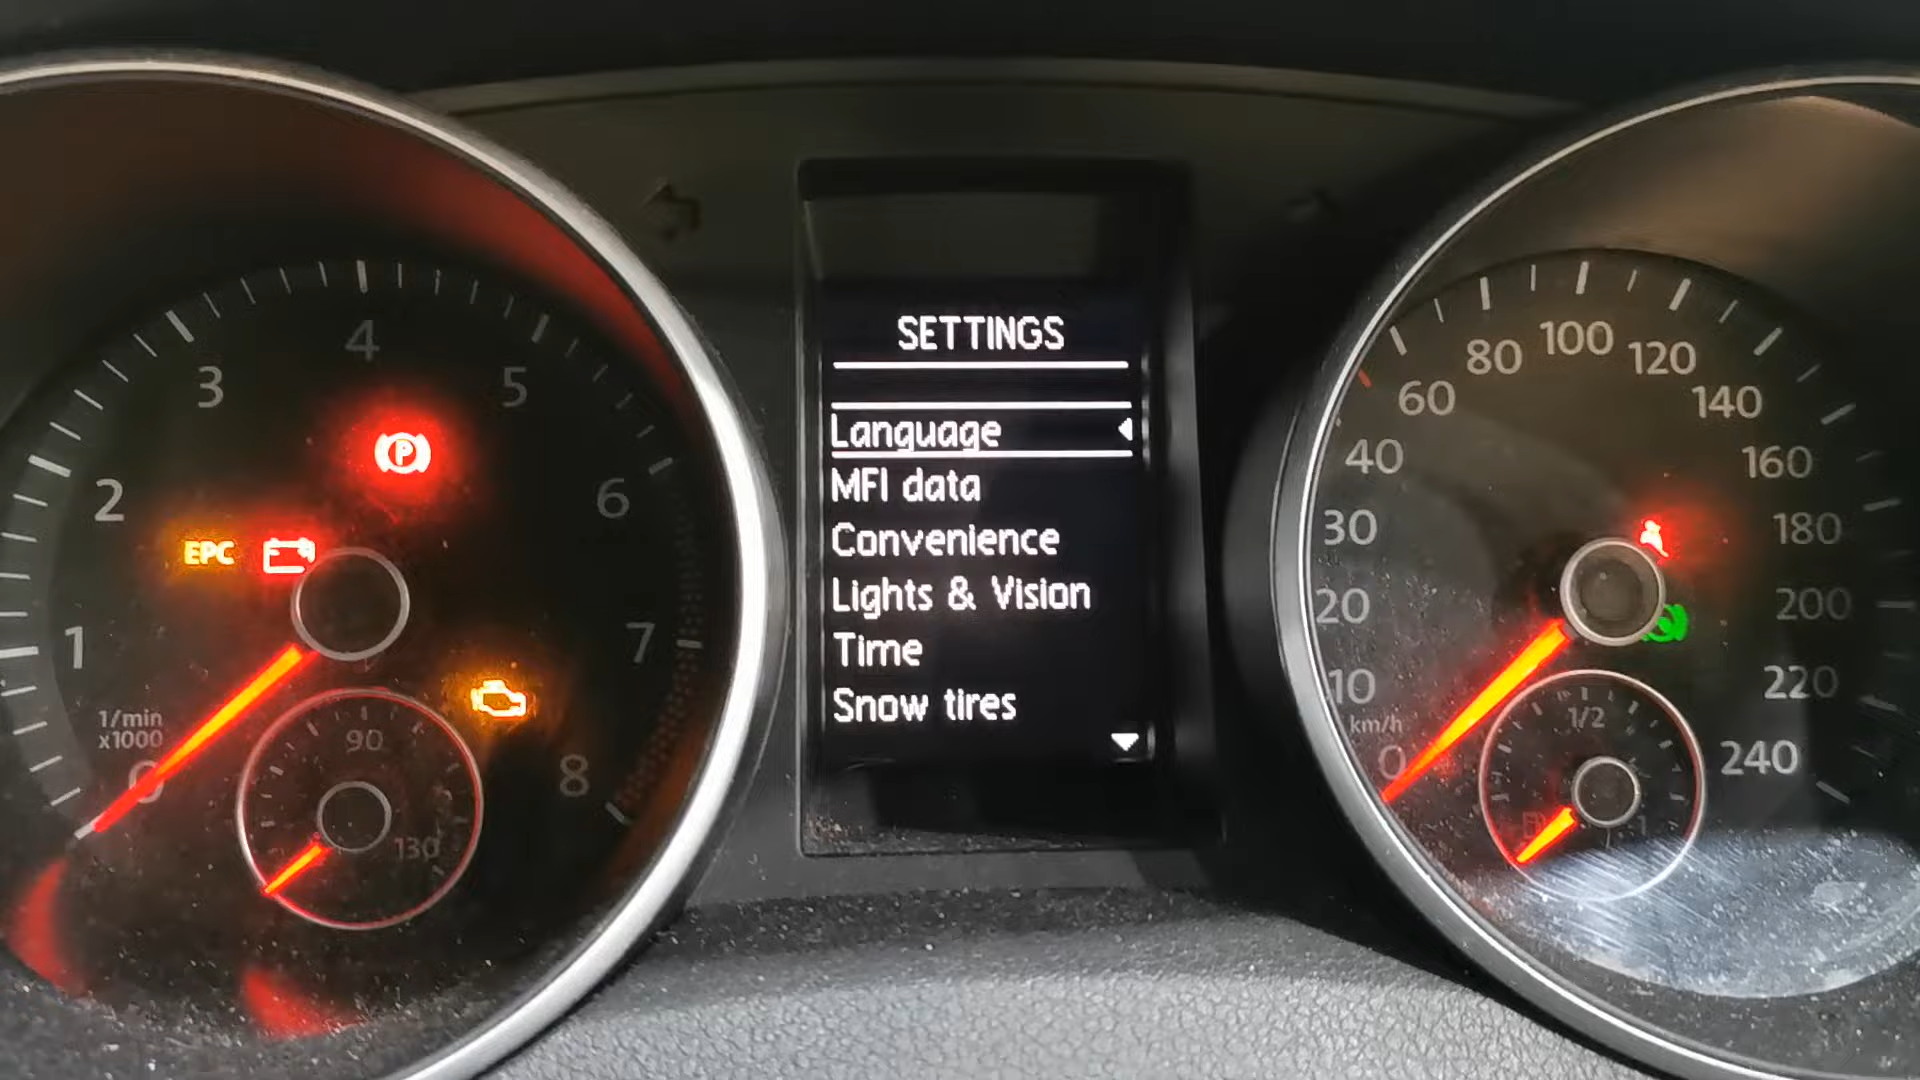 SETTINGS
Language
MFI data
Convenience
Lights & Vision
Time
Snow tires
1
2
3
4
5
6
7
8
0
1/min
x1000
EPC
P
90
130
0
10
20
30
40
60
80
100
120
140
160
180
200
220
240
km/h
1/2
1